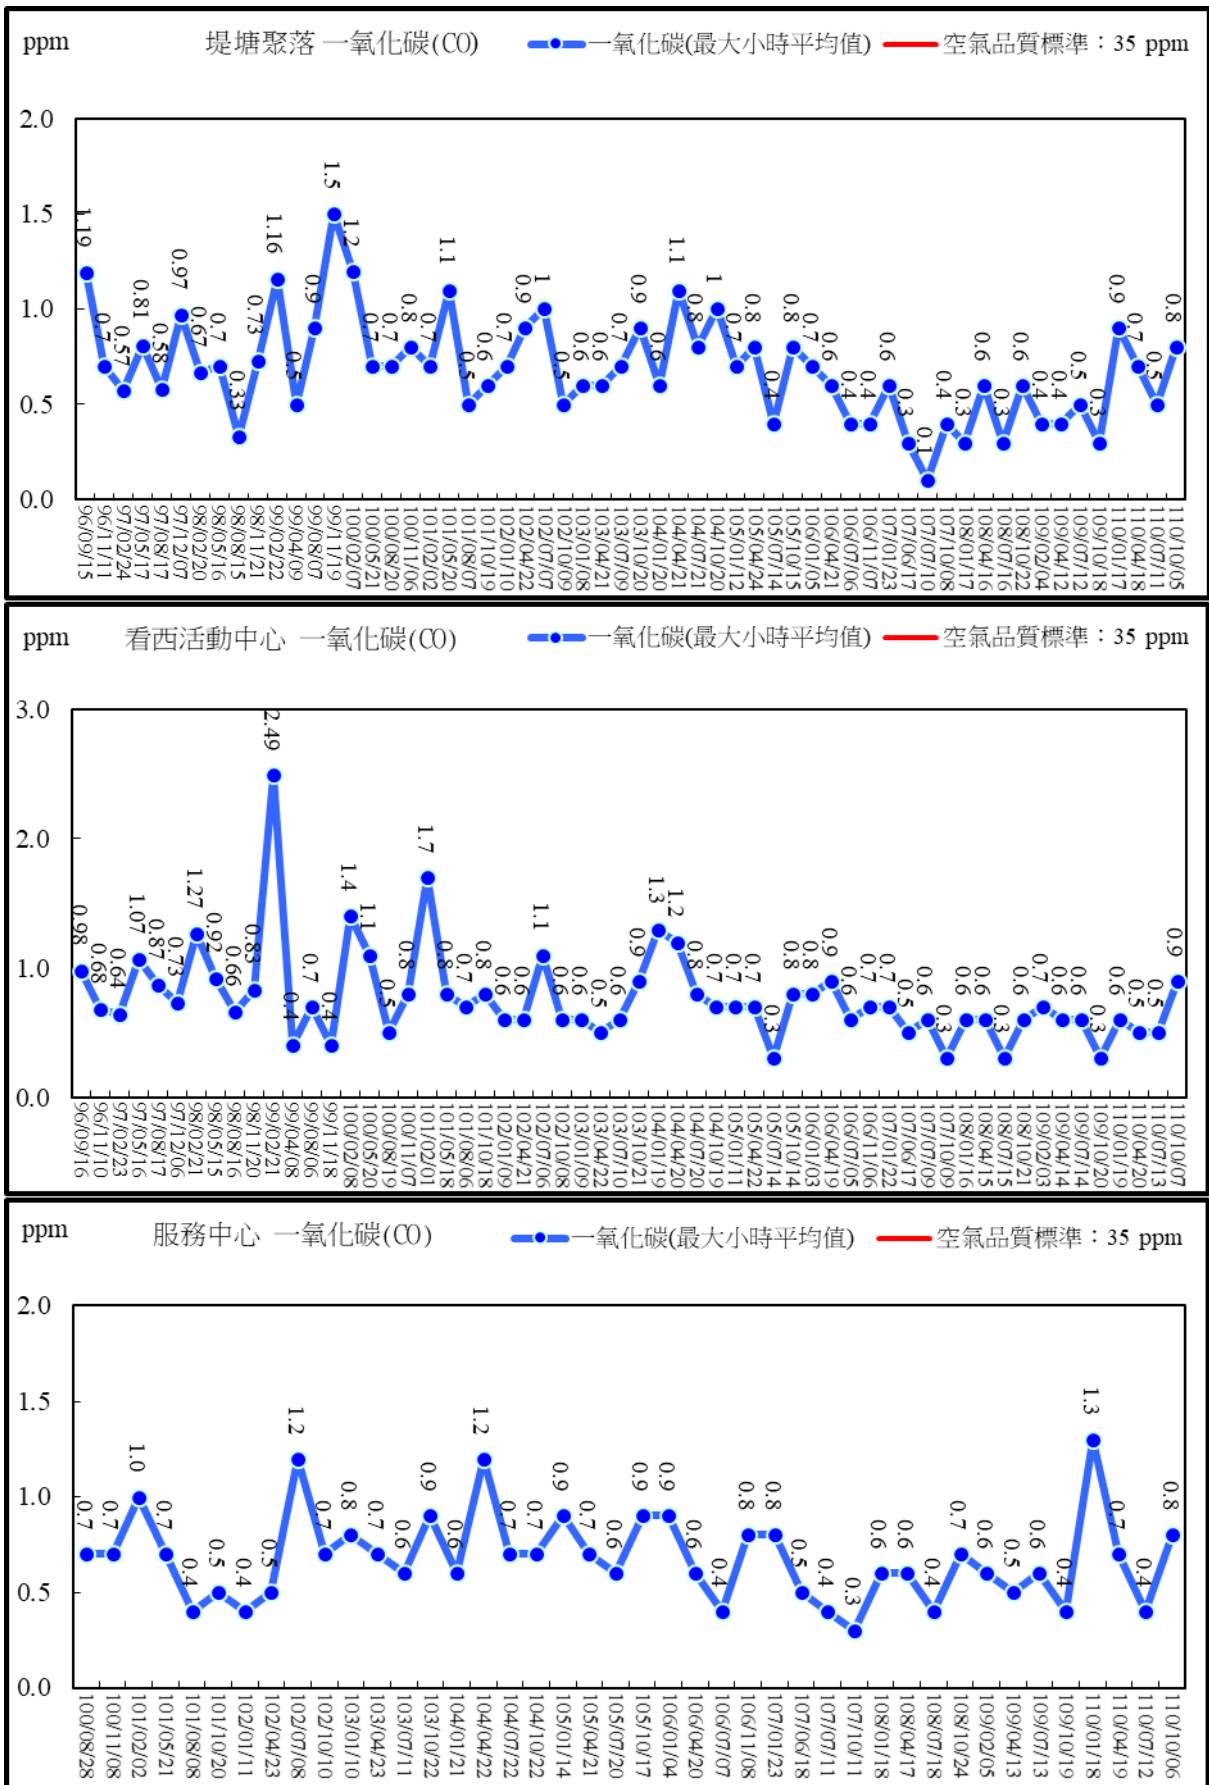 ppm 堤塘聚落 一氧化碳(CO) 一氧化碳(最大小時平均值) 空氣品質標準：35 ppm
2.0
1.5
1.0
0.5
0.0
1.19 0.7 0.57 0.81 0.58 0.97 0.67 0.7 0.33 0.73 1.16 0.5 0.9 1.5 1.2 0.7 0.7 0.8 0.7 1.1 0.5 0.6 0.7 0.9 1 0.5 0.6 0.6 0.7 0.9 0.6 1.1 0.8 1 0.7 0.8 0.4 0.8 0.7 0.6 0.4 0.4 0.6 0.3 0.1 0.4 0.3 0.6 0.3 0.6 0.4 0.4 0.5 0.3 0.9 0.7 0.5 0.8
96/09/15 96/11/11 97/02/24 97/05/17 97/08/17 97/12/07 98/02/20 98/05/16 98/08/15 98/11/21 99/02/22 99/04/09 99/08/07 99/11/19 100/02/07 100/05/21 100/08/20 100/11/06 101/02/02 101/05/20 101/08/07 101/10/19 102/01/10 102/04/22 102/07/07 102/10/09 103/01/08 103/04/21 103/07/09 103/10/20 104/01/20 104/04/21 104/07/21 104/10/20 105/01/12 105/04/24 105/07/14 105/10/15 106/01/05 106/04/21 106/07/06 106/11/07 107/01/23 107/06/17 107/07/10 107/10/08 108/01/17 108/04/16 108/07/16 108/10/22 109/02/04 109/04/12 109/07/12 109/10/18 110/01/17 110/04/18 110/07/11 110/10/05
ppm 看西活動中心 一氧化碳(CO) 一氧化碳(最大小時平均值) 空氣品質標準：35 ppm
3.0
2.0
1.0
0.0
0.98 0.68 0.64 1.07 0.87 0.73 1.27 0.92 0.66 0.83 2.49 0.4 0.7 0.4 1.4 1.1 0.5 0.8 1.7 0.8 0.7 0.8 0.6 0.6 1.1 0.6 0.6 0.5 0.6 0.9 1.3 1.2 0.8 0.7 0.7 0.7 0.3 0.8 0.8 0.9 0.6 0.7 0.7 0.5 0.6 0.3 0.6 0.6 0.3 0.6 0.7 0.6 0.6 0.3 0.6 0.5 0.5 0.9
96/09/16 96/11/10 97/02/23 97/05/16 97/08/17 97/12/06 98/02/21 98/05/15 98/08/16 98/11/20 99/02/21 99/04/08 99/08/06 99/11/18 100/02/08 100/05/20 100/08/19 100/11/07 101/02/01 101/05/18 101/08/06 101/10/18 102/01/09 102/04/21 102/07/06 102/10/08 103/01/09 103/04/22 103/07/10 103/10/21 104/01/19 104/04/20 104/07/20 104/10/19 105/01/11 105/04/22 105/07/14 105/10/14 106/01/03 106/04/20 106/07/05 106/11/06 107/01/22 107/06/17 107/07/09 107/10/09 108/01/16 108/04/15 108/07/15 108/10/21 109/02/03 109/04/14 109/07/14 109/10/20 110/01/19 110/04/20 110/07/13 110/10/07
ppm 服務中心 一氧化碳(CO) 一氧化碳(最大小時平均值) 空氣品質標準：35 ppm
2.0
1.5
1.0
0.5
0.0
0.7 0.7 1.0 0.7 0.4 0.5 0.4 0.5 1.2 0.7 0.8 0.7 0.6 0.9 0.6 1.2 0.7 0.7 0.9 0.7 0.6 0.9 0.9 0.6 0.4 0.8 0.8 0.5 0.4 0.3 0.6 0.6 0.4 0.7 0.6 0.5 0.6 0.4 1.3 0.7 0.4 0.8
100/08/28 100/11/08 101/02/02 101/05/21 101/08/08 101/10/20 102/01/11 102/04/23 102/07/08 102/10/10 103/01/10 103/04/23 103/07/11 103/10/22 104/01/21 104/04/22 104/07/22 104/10/22 105/01/14 105/04/21 105/07/20 105/10/17 106/01/04 106/04/20 106/07/07 106/11/08 107/01/23 107/06/18 107/07/11 107/10/11 108/01/18 108/04/17 108/07/18 108/10/24 109/02/05 109/04/13 109/07/13 109/10/19 110/01/18 110/04/19 110/07/12 110/10/06